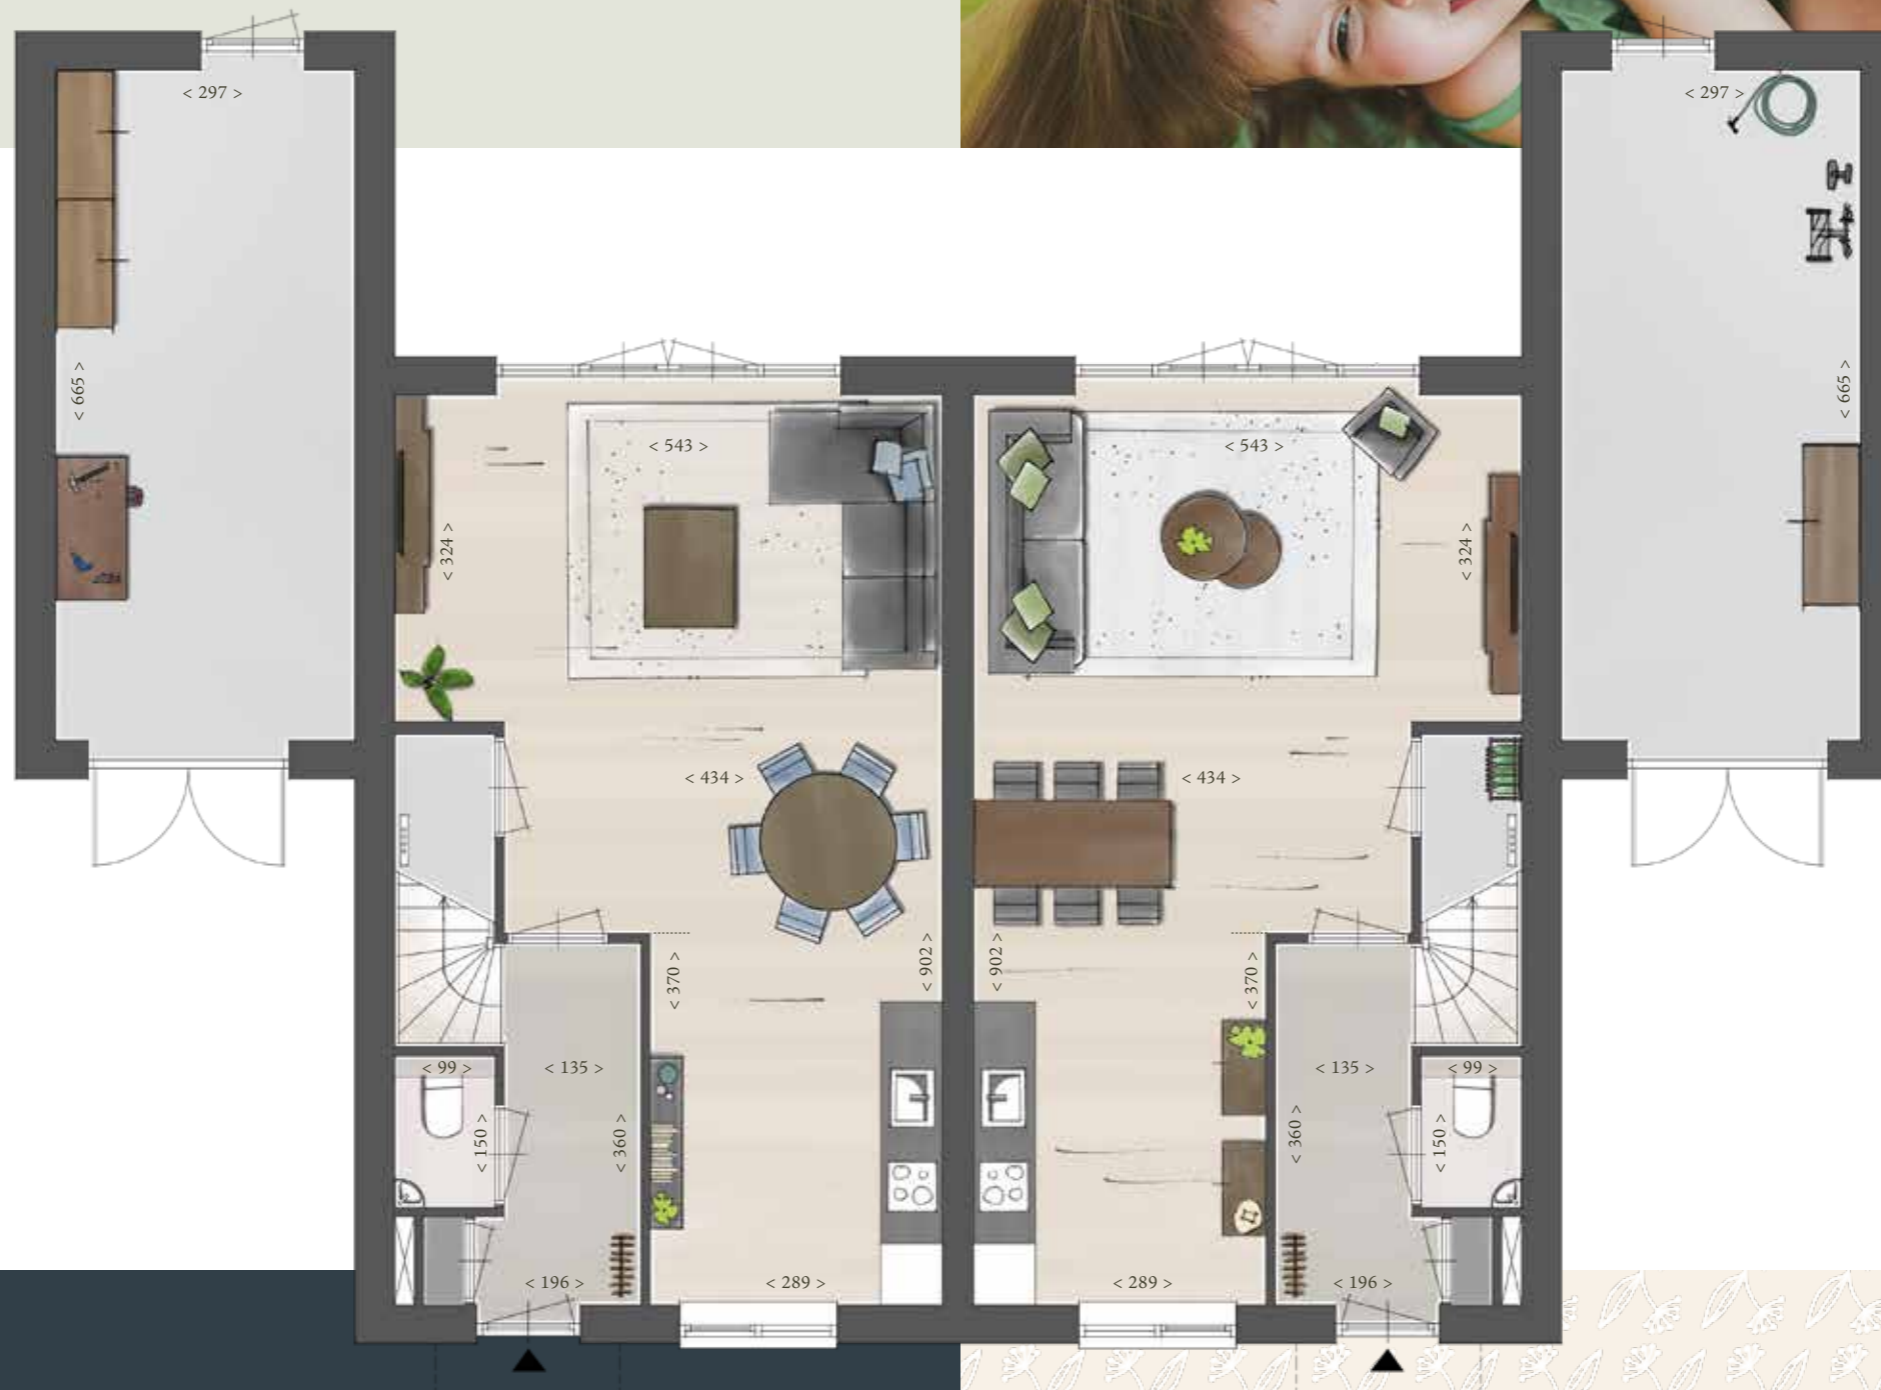 < 297 >
< 297 >
< 665 >
< 665 >
< 543 >
< 543 >
< 324 >
< 324 >
< 434 >
< 434 >
< 370 >
< 902 >
< 902 >
< 370 >
< 99 >
< 135 >
< 135 >
< 99 >
< 150 >
< 360 >
< 360 >
< 150 >
< 196 >
< 289 >
< 289 >
< 196 >